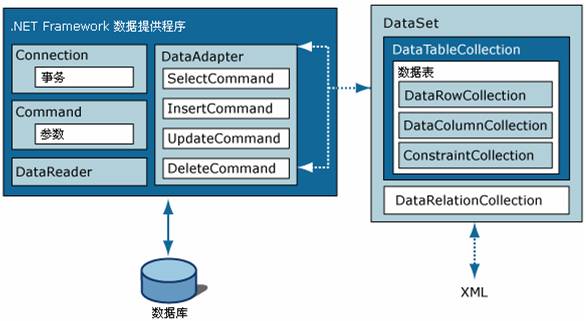 .NET Framework 数据提供程序
Connection
事务
Command
参数
DataReader
DataAdapter
SelectCommand
InsertCommand
UpdateCommand
DeleteCommand
数据库
DataSet
DataTableCollection
数据表
DataRowCollection
DataColumnCollection
ConstraintCollection
DataRelationCollection
XML